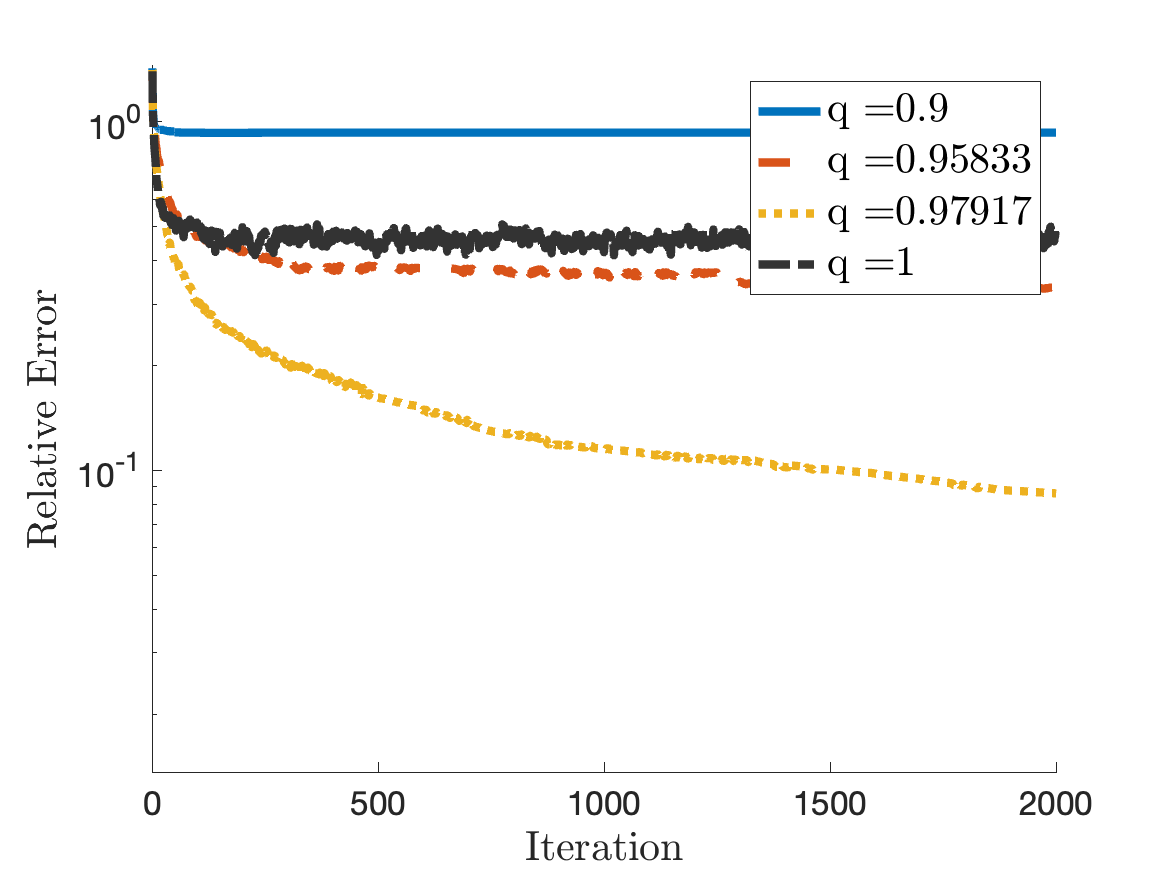 10^0
10^-1
Relative Error
q =0.9
q =0.95833
q =0.97917
q =1
0 500 1000 1500 2000
Iteration